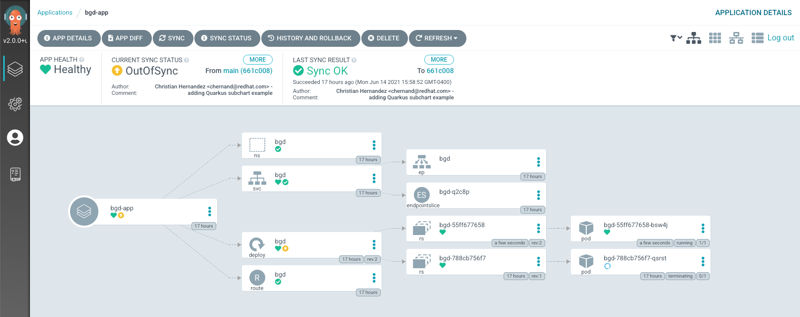 Applications / bgd-app
APPLICATION DETAILS
v2.0.0+
APP DETAILS
APP DIFF
SYNC
SYNC STATUS
HISTORY AND ROLLBACK
DELETE
REFRESH
Log out
APP HEALTH
Healthy
CURRENT SYNC STATUS
MORE
OutOfSync
From main (661c008)
Author: Christian Hernandez <chernand@redhat.com> -
Comment: adding Quarkus subchart example
LAST SYNC RESULT
MORE
Sync OK
To 661c008
Succeeded 17 hours ago (Mon Jun 14 2021 15:58:52 GMT-0400)
Author: Christian Hernandez <chernand@redhat.com> -
Comment: adding Quarkus subchart example
bgd-app
17 hours
bgd
ns
17 hours
bgd
svc
17 hours
bgd
deploy
17 hours
rev:2
R
bgd
route
17 hours
bgd
ep
17 hours
ES
bgd-q2c8p
endpointslice
17 hours
bgd-55ff677658
rs
a few seconds
rev:2
bgd-788cb756f7
rs
17 hours
rev:1
bgd-55ff677658-bsw4j
pod
a few seconds
running
1/1
bgd-788cb756f7-qsrst
pod
17 hours
terminating
0/1